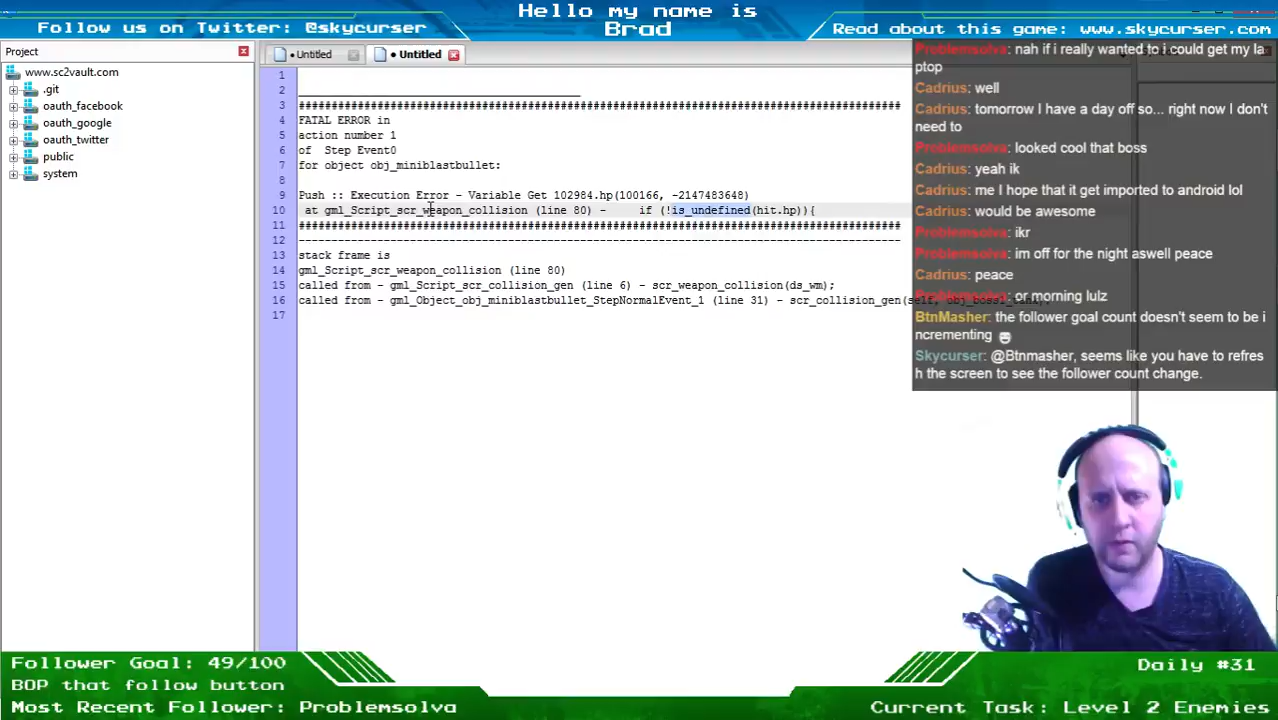 Hello my name is
Brad
Follow us on Twitter: @skycurser
Read about this game: www.skycurser.com
Project
• Untitled
• Untitled
www.sc2vault.com
.git
oauth_facebook
oauth_google
oauth_twitter
public
system
1
2 ___________________________________________
3 ############################################################################################
4 FATAL ERROR in
5 action number 1
6 of  Step Event0
7 for object obj_miniblastbullet:
8
9 Push :: Execution Error - Variable Get 102984.hp(100166, -2147483648)
10  at gml_Script_scr_weapon_collision (line 80) -     if (!is_undefined(hit.hp)){
11 ############################################################################################
12 --------------------------------------------------------------------------------------------
13 stack frame is
14 gml_Script_scr_weapon_collision (line 80)
15 called from - gml_Script_scr_collision_gen (line 6) - scr_weapon_collision(ds_wm);
16 called from - gml_Object_obj_miniblastbullet_StepNormalEvent_1 (line 31) - scr_collision_gen(self, obj_boss1_tank);
17
Problemsolva: nah if i really wanted to i could get my la
ptop
Cadrius: well
Cadrius: tomorrow I have a day off so... right now I don't
need to
Problemsolva: looked cool that boss
Cadrius: yeah ik
Cadrius: me I hope that it get imported to android lol
Cadrius: would be awesome
Problemsolva: ikr
Problemsolva: im off for the night aswell peace
Cadrius: peace
Problemsolva: or morning lulz
BtnMasher: the follower goal count doesn't seem to be i
ncrementing
Skycurser: @Btnmasher, seems like you have to refres
h the screen to see the follower count change.
Follower Goal: 49/100
BOP that follow button
Most Recent Follower: Problemsolva
Daily #31
Current Task: Level 2 Enemies